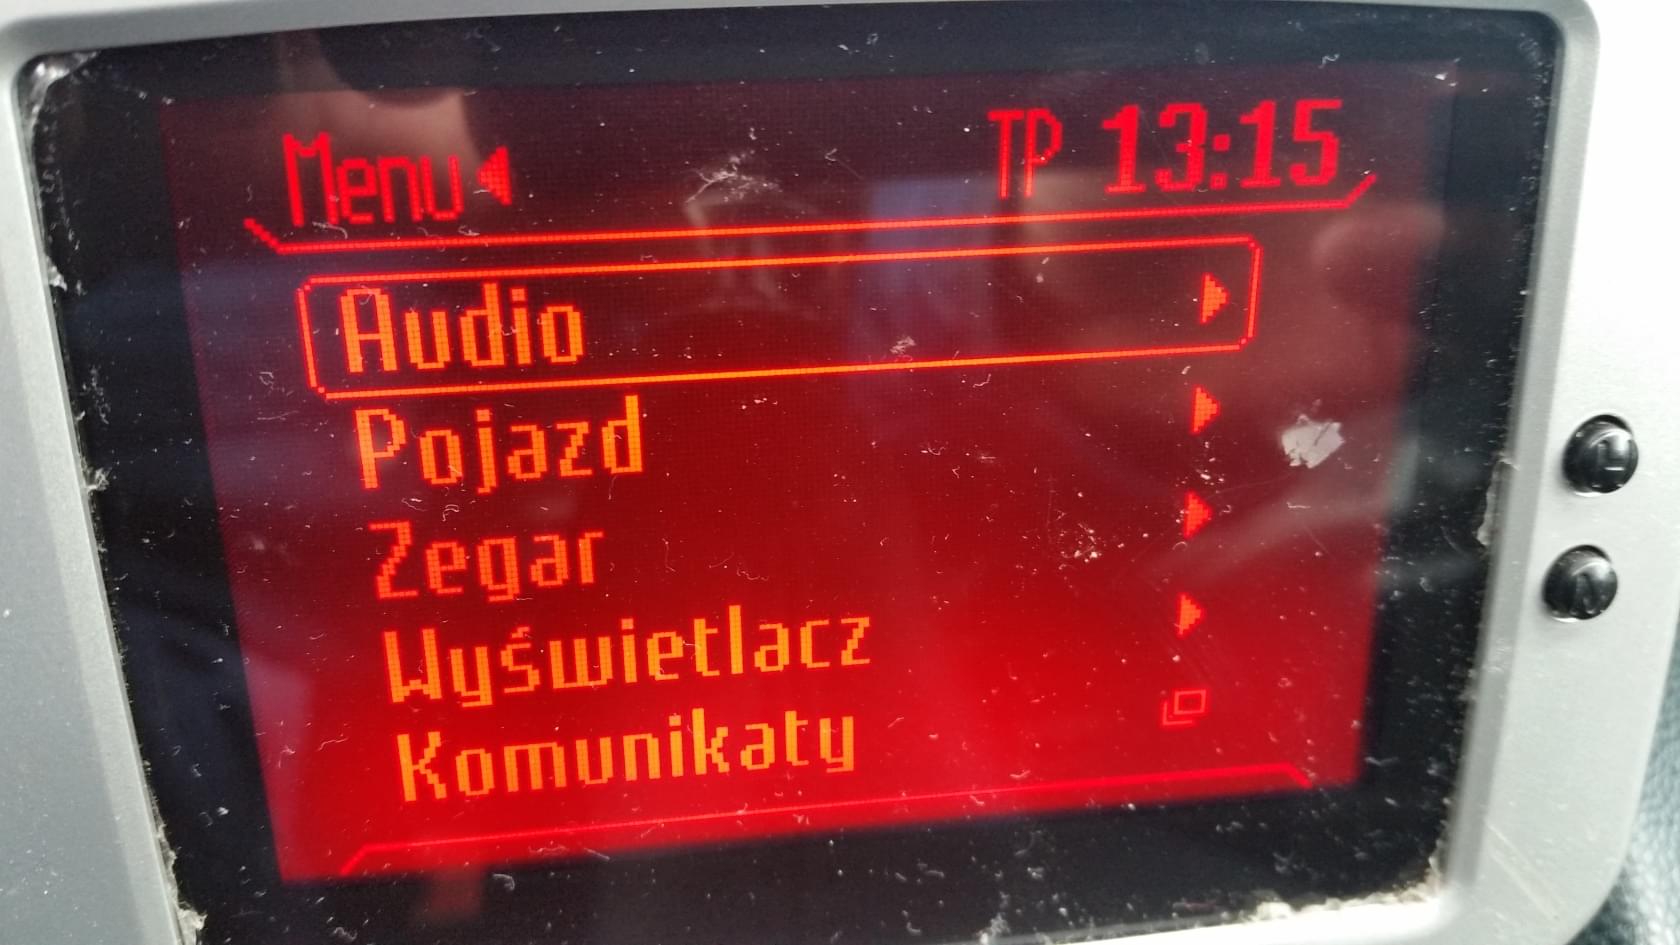 Menu TP 13:15
Audio
Pojazd
Zegar
Wyświetlacz
Komunikaty